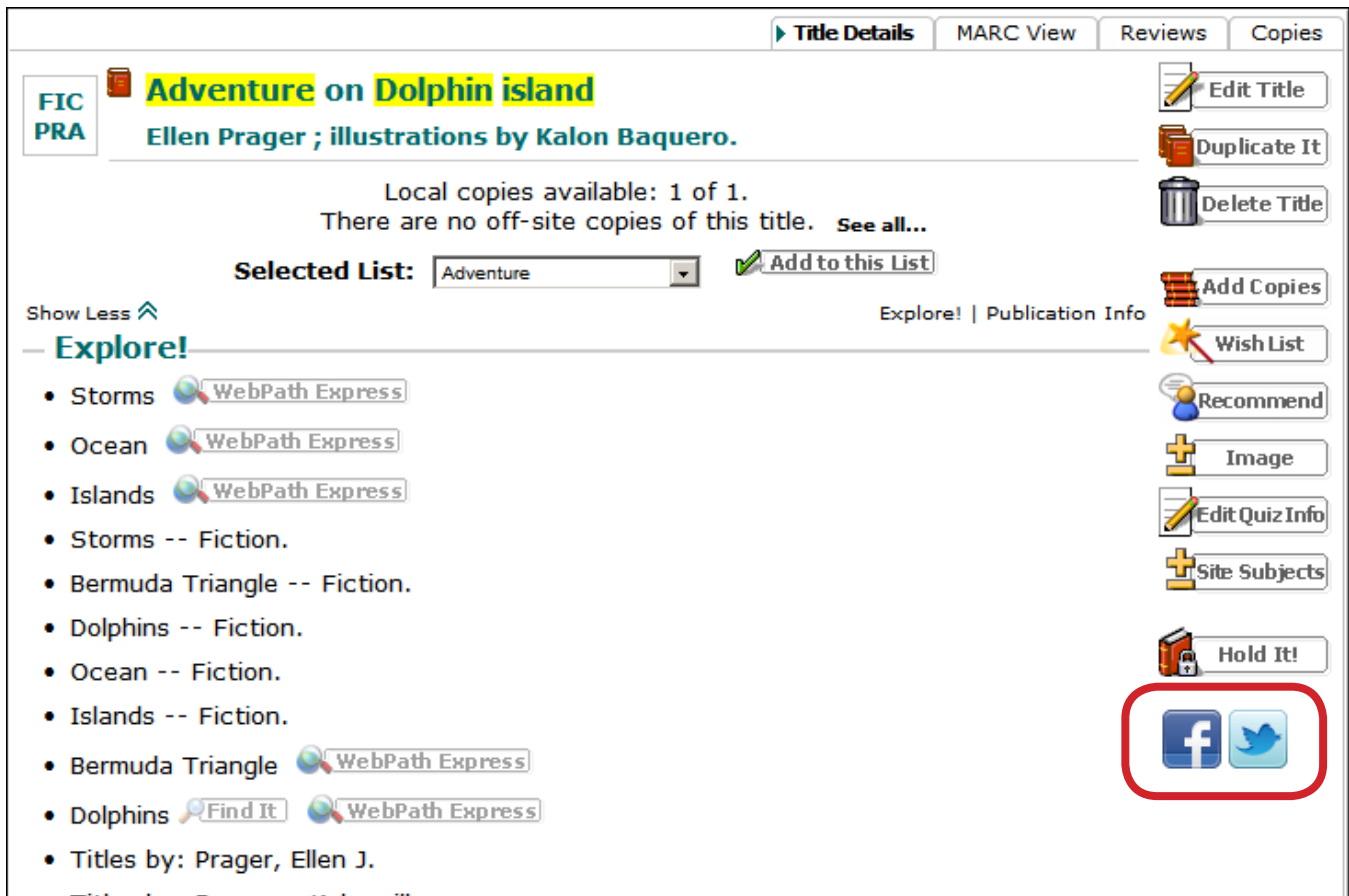 Title Details MARC View Reviews Copies
FIC
PRA
Adventure on Dolphin island
Ellen Prager ; illustrations by Kalon Baquero.
Local copies available: 1 of 1.
There are no off-site copies of this title. See all...
Selected List: Adventure Add to this List
Show Less Explore! | Publication Info
Explore!
• Storms WebPath Express
• Ocean WebPath Express
• Islands WebPath Express
• Storms -- Fiction.
• Bermuda Triangle -- Fiction.
• Dolphins -- Fiction.
• Ocean -- Fiction.
• Islands -- Fiction.
• Bermuda Triangle WebPath Express
• Dolphins Find It WebPath Express
• Titles by: Prager, Ellen J.
Edit Title
Duplicate It
Delete Title
Add Copies
Wish List
Recommend
Image
Edit Quiz Info
Site Subjects
Hold It!
f